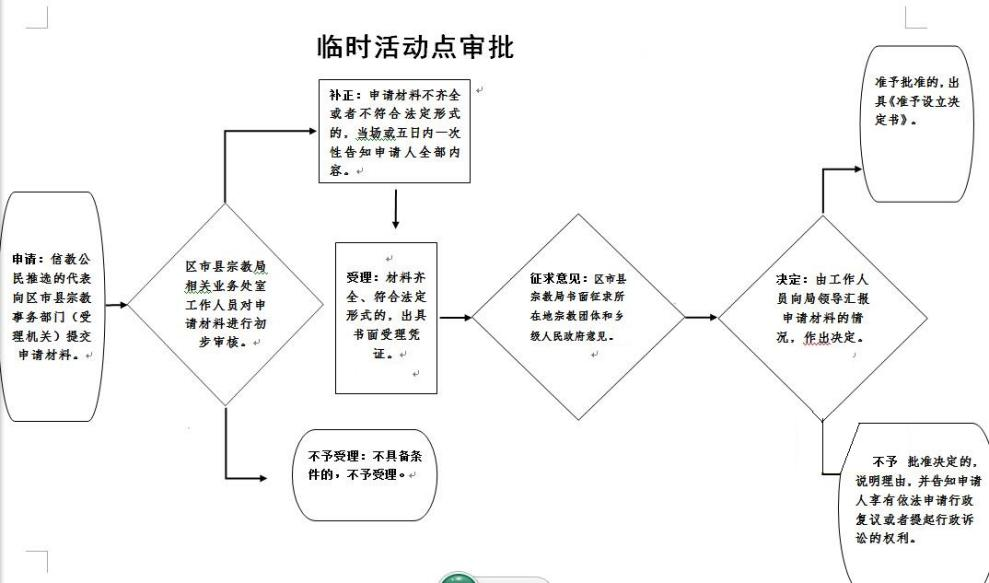 临时活动点审批
补正：申请材料不齐全
或者不符合法定形式
的，当场或五日内一次
性告知申请人全部内
容。
准予批准的，出
具《准予设立决
定书》。
申请：信教公
民推选的代表
向区市县宗教
事务部门（受
理机关）提交
申请材料。
区市县宗教局
相关业务处室
工作人员对申
请材料进行初
步审核。
受理：材料齐
全、符合法定
形式的，出具
书面受理凭
证。
征求意见：区市县
宗教局书面征求所
在地宗教团体和乡
级人民政府意见。
决定：由工作人
员向局领导汇报
申请材料的情
况，作出决定。
不予受理：不具备条
件的，不予受理。
不予 批准决定的，
说明理由，并告知申请
人享有依法申请行政
复议或者提起行政诉
讼的权利。